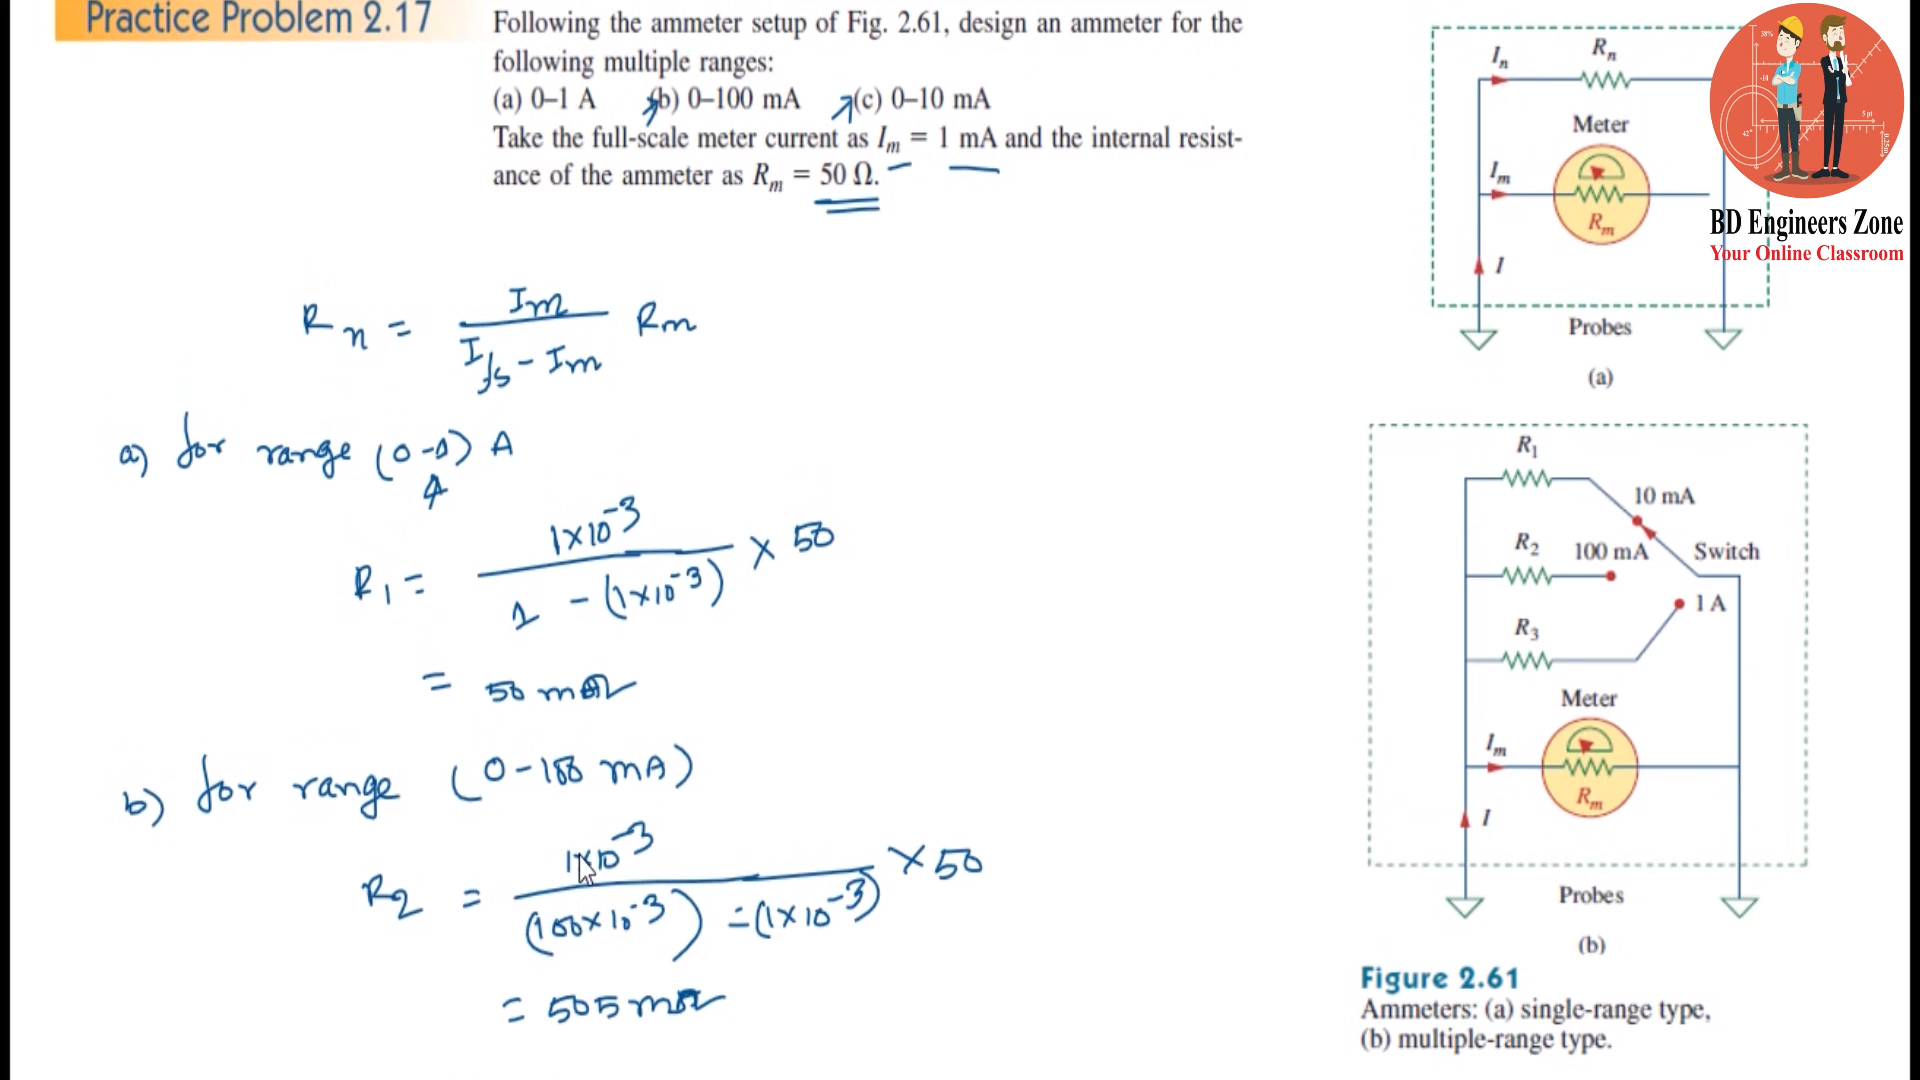 Practice Problem 2.17
Following the ammeter setup of Fig. 2.61, design an ammeter for the
following multiple ranges:
(a) 0–1 A (b) 0–100 mA (c) 0–10 mA
Take the full-scale meter current as Im = 1 mA and the internal resist-
ance of the ammeter as Rm = 50 Ω.
Rn = Im / (Ifs - Im) Rm
a) for range (0-1) A
R1 = 1×10^-3 / (1 - (1×10^-3)) × 50
= 50 mΩ
b) for range (0-100 mA)
R2 = 1×10^-3 / ((100×10^-3) - (1×10^-3)) × 50
= 505 mΩ
In
Rn
Meter
Im
Rm
I
Probes
(a)
BD Engineers Zone
Your Online Classroom
R1
10 mA
R2
100 mA
Switch
1 A
R3
Meter
Im
Rm
I
Probes
(b)
Figure 2.61
Ammeters: (a) single-range type,
(b) multiple-range type.